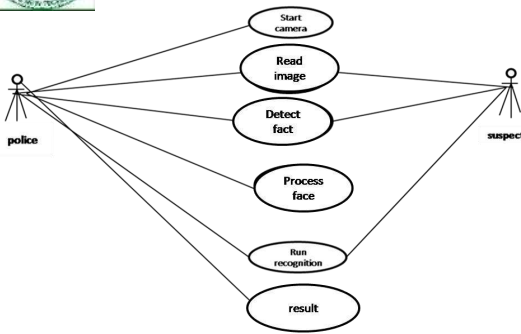 Start
camera
Read
image
Detect
fact
police
suspect
Process
face
Run
recognition
result